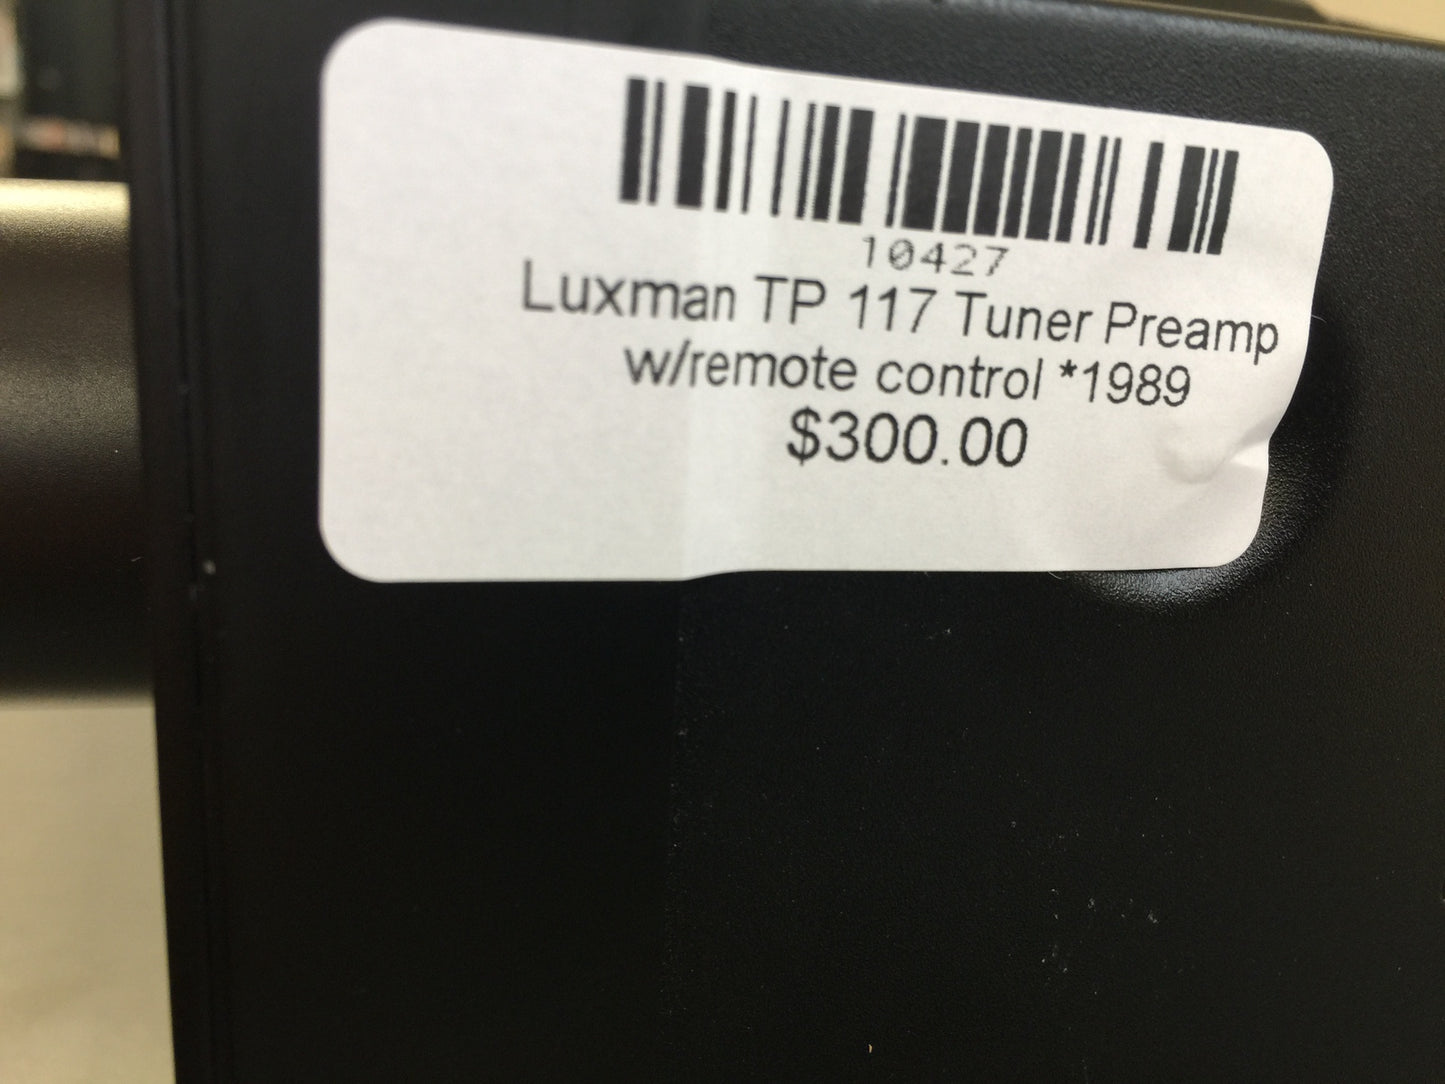 10427
Luxman TP 117 Tuner Preamp
w/remote control *1989
$300.00